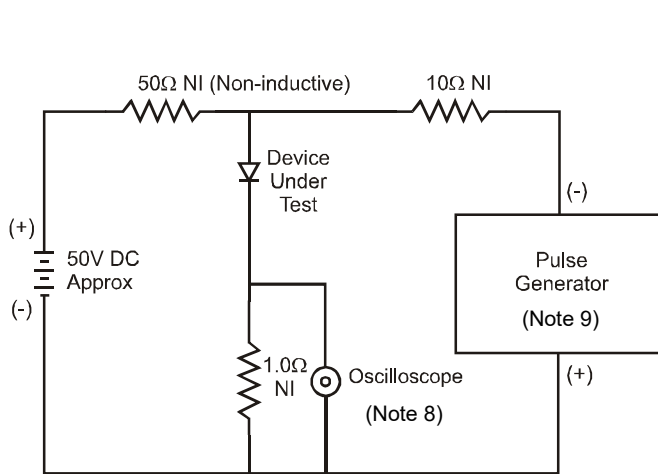 50Ω NI (Non-inductive)
10Ω NI
Device
Under
Test
(-)
(+)
50V DC
Approx
(-)
Pulse
Generator
(Note 9)
1.0Ω
NI
Oscilloscope
(Note 8)
(+)